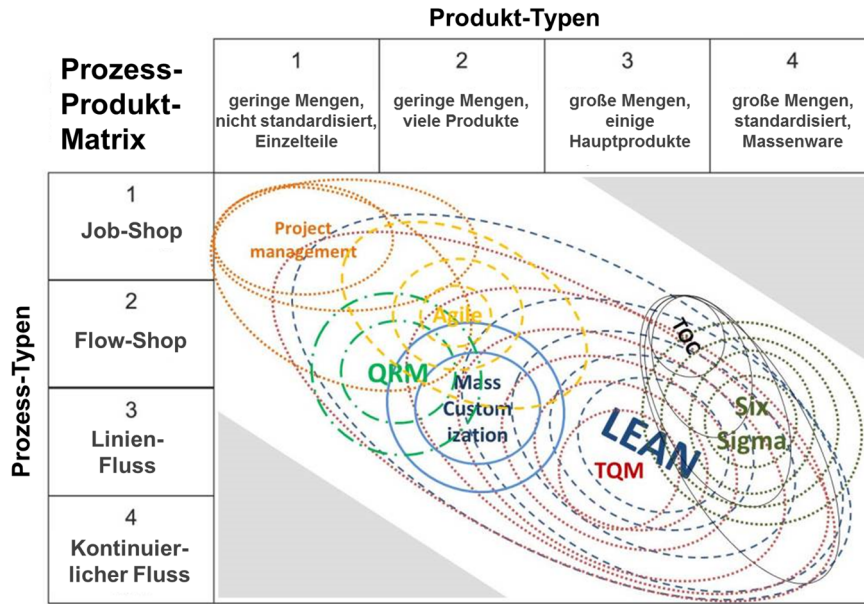 Produkt-Typen
Prozess-
Produkt-
Matrix
1
geringe Mengen,
nicht standardisiert,
Einzelteile
2
geringe Mengen,
viele Produkte
3
große Mengen,
einige
Hauptprodukte
4
große Mengen,
standardisiert,
Massenware
Prozess-Typen
1
Job-Shop
2
Flow-Shop
3
Linien-
Fluss
4
Kontinuier-
licher Fluss
Project
management
Agile
QRM
Mass
Custom
ization
TOC
LEAN
TQM
Six
Sigma